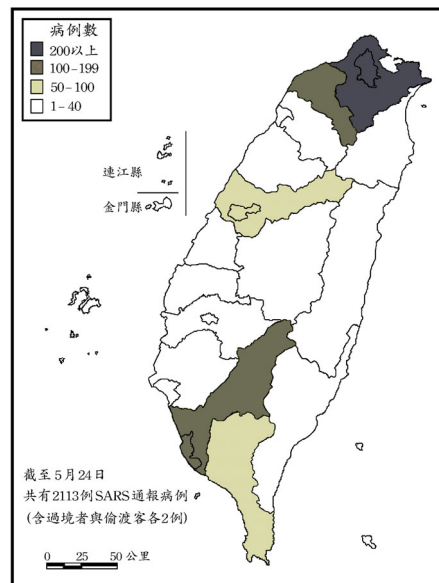 病例數
200以上
100-199
50-100
1-40
連江縣
金門縣
截至5月24日
共有2113例SARS通報病例
(含過境者與偷渡客各2例)
0 25 50 公里